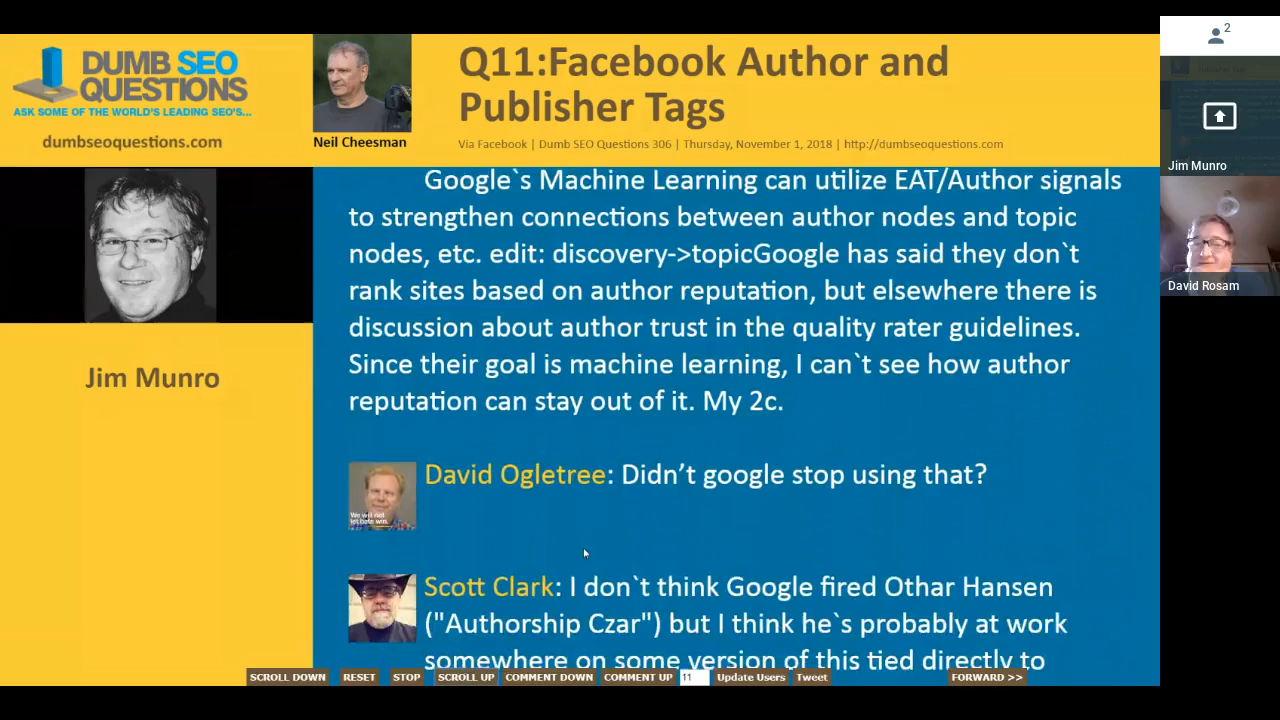 DUMB SEO
QUESTIONS
ASK SOME OF THE WORLD'S LEADING SEO'S...
dumbseoquestions.com
Neil Cheesman
Q11:Facebook Author and
Publisher Tags
Via Facebook | Dumb SEO Questions 306 | Thursday, November 1, 2018 | http://dumbseoquestions.com
Jim Munro
Google`s Machine Learning can utilize EAT/Author signals
to strengthen connections between author nodes and topic
nodes, etc. edit: discovery->topicGoogle has said they don`t
rank sites based on author reputation, but elsewhere there is
discussion about author trust in the quality rater guidelines.
Since their goal is machine learning, I can`t see how author
reputation can stay out of it. My 2c.
We will not
let hate win.
David Ogletree: Didn’t google stop using that?
Scott Clark: I don`t think Google fired Othar Hansen
("Authorship Czar") but I think he`s probably at work
somewhere on some version of this tied directly to
SCROLL DOWN RESET STOP SCROLL UP COMMENT DOWN COMMENT UP 11 Update Users Tweet FORWARD >>
2
Jim Munro
David Rosam